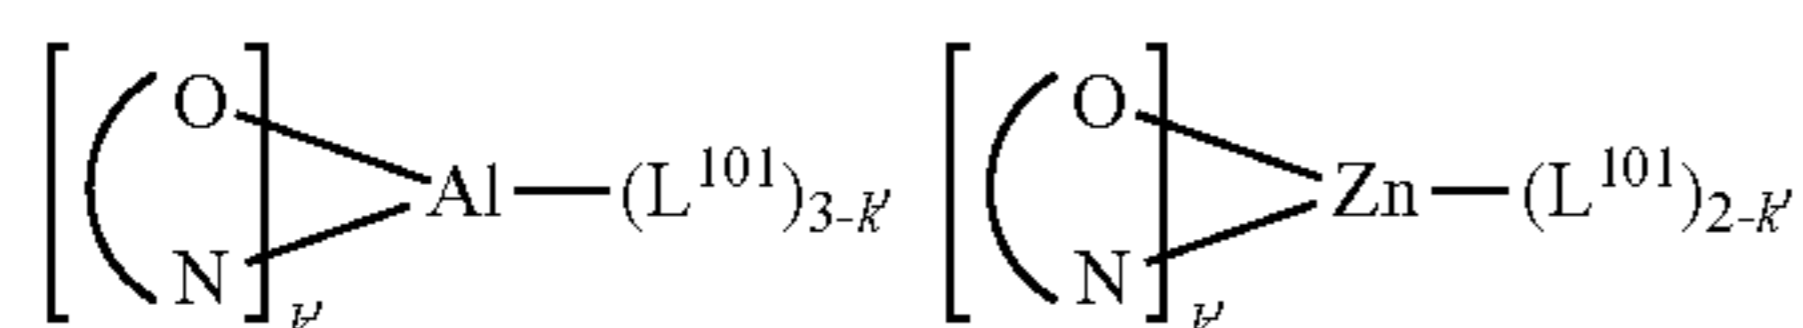 O O
Al—(L¹⁰¹)₃₋ₖ′ Zn—(L¹⁰¹)₂₋ₖ′
N N
k′ k′